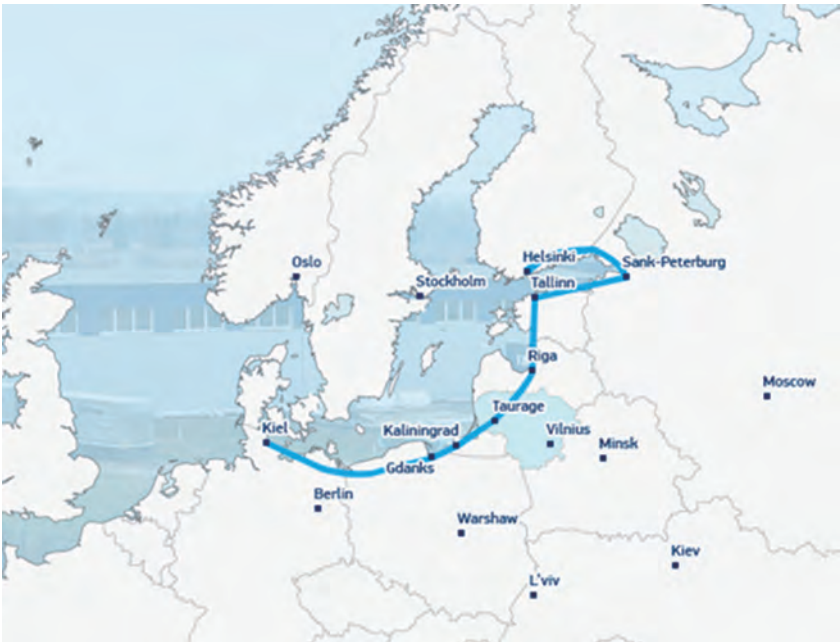 Oslo
Stockholm
Helsinki
Sank-Peterburg
Tallinn
Riga
Moscow
Taurage
Kiel
Kaliningrad
Vilnius
Minsk
Gdanks
Berlin
Warshaw
Kiev
L'viv